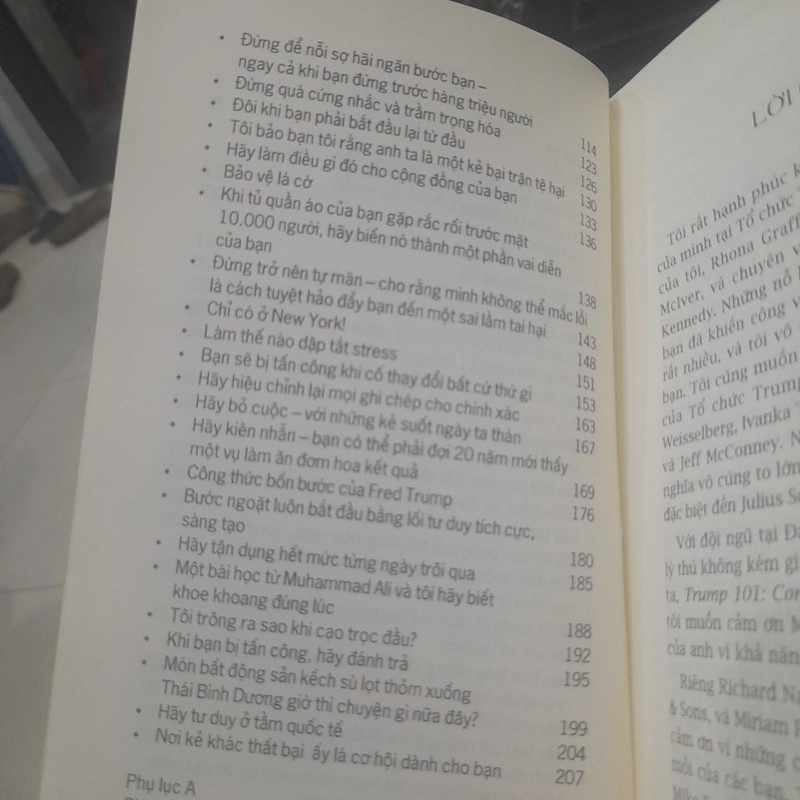 • Đừng để nỗi sợ hãi ngăn bước bạn –
ngay cả khi bạn đứng trước hàng triệu người 114
• Đừng quá cứng nhắc và trầm trọng hóa 123
• Đôi khi bạn phải bắt đầu lại từ đầu 126
• Tôi bảo bạn tôi rằng anh ta là một kẻ bại trận tệ hại 130
• Hãy làm điều gì đó cho cộng đồng của bạn 133
• Bảo vệ lá cờ 136
• Khi tủ quần áo của bạn gặp rắc rối trước mặt
10.000 người, hãy biến nó thành một phần vai diễn
của bạn 138
• Đừng trở nên tự mãn – cho rằng mình không thể mắc lỗi
là cách tuyệt hảo đẩy bạn đến một sai lầm tai hại 143
• Chỉ có ở New York! 148
• Làm thế nào dập tắt stress 151
• Bạn sẽ bị tấn công khi cố thay đổi bất cứ thứ gì 153
• Hãy hiệu chỉnh lại mọi ghi chép cho chính xác 163
• Hãy bỏ cuộc – với những kẻ suốt ngày ta thán 167
• Hãy kiên nhẫn – bạn có thể phải đợi 20 năm mới thấy
một vụ làm ăn đơm hoa kết quả 169
• Công thức bốn bước của Fred Trump 176
• Bước ngoặt luôn bắt đầu bằng lối tư duy tích cực,
sáng tạo 180
• Hãy tận dụng hết mức từng ngày trôi qua 185
• Một bài học từ Muhammad Ali và tôi hãy biết
khoe khoang đúng lúc 188
• Tôi trông ra sao khi cạo trọc đầu? 192
• Khi bạn bị tấn công, hãy đánh trả 195
• Món bất động sản kếch sù lọt thỏm xuống
Thái Bình Dương giờ thì chuyện gì nữa đây? 199
• Hãy tư duy ở tầm quốc tế 204
• Nơi kẻ khác thất bại ấy là cơ hội dành cho bạn 207
Phụ lục A
LỜI
Tôi rất hạnh phúc
của mình tại Tổ chức
của tôi, Rhona Graff
McIver, và chuyên
Kennedy. Những nỗ
bạn đã khiến công
rất nhiều, và tôi vô
bạn. Tôi cũng muốn
của Tổ chức Trump
Weisselberg, Ivanka
và Jeff McConney.
nghĩa vô cùng to lớn
đặc biệt đến Julius
Với đội ngũ tại
lý thú không kém gì
ta, Trump 101:
tôi muốn cảm ơn
của anh vì khả năng
Riêng Richard
& Sons, và Miriam
cảm ơn vì những
mỏi của các bạn.